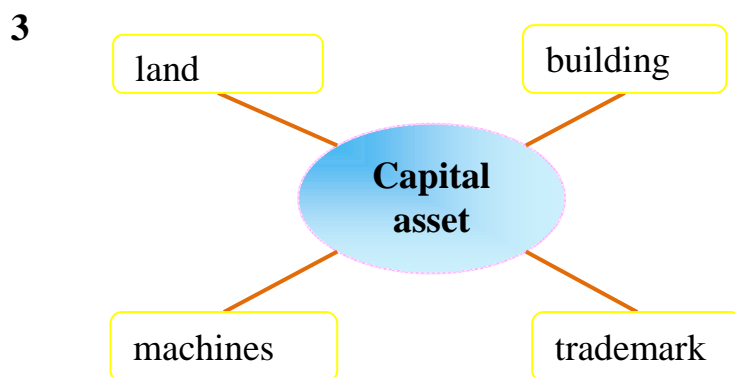 3
land
building
Capital
asset
machines
trademark